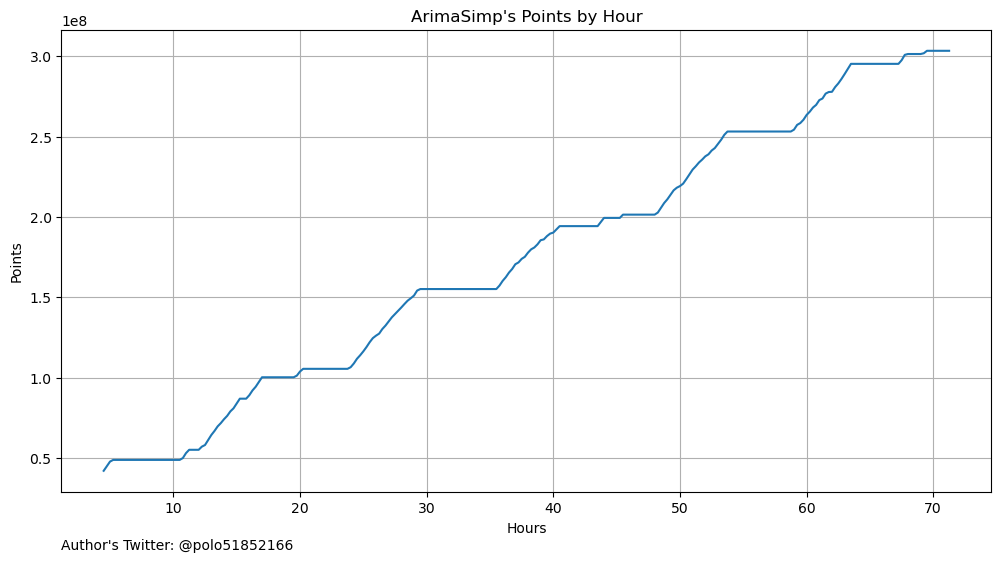 ArimaSimp's Points by Hour
1e8
3.0
2.5
2.0
1.5
1.0
0.5
Points
10 20 30 40 50 60 70
Hours
Author's Twitter: @polo51852166